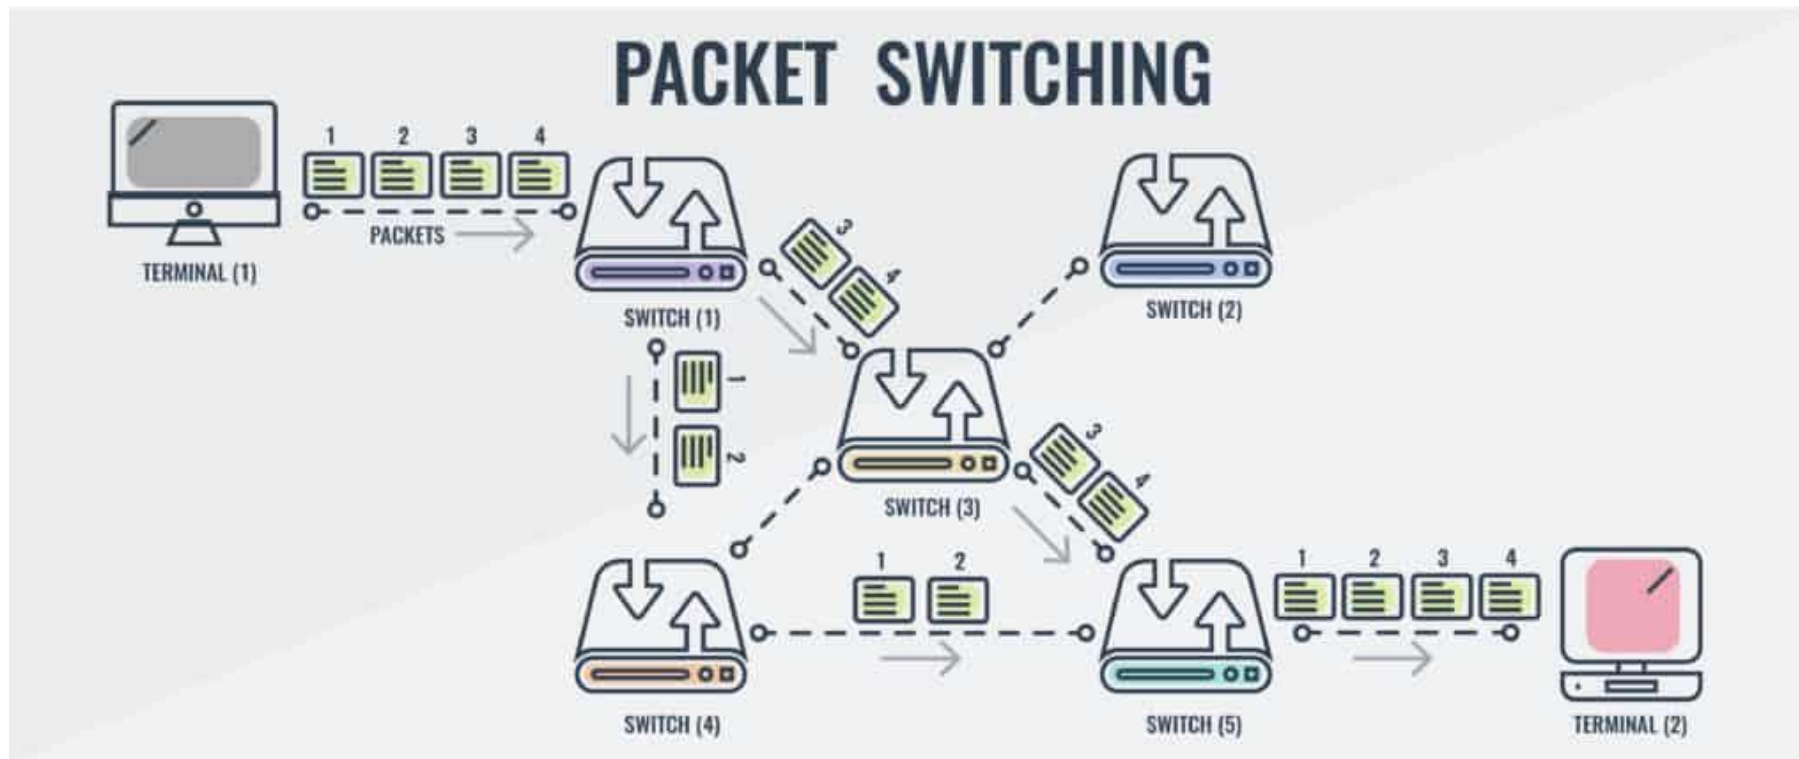 PACKET SWITCHING
1 2 3 4
PACKETS
TERMINAL (1)
SWITCH (1)
3
4
SWITCH (2)
1
2
SWITCH (3)
3
4
1 2
SWITCH (4)
SWITCH (5)
1 2 3 4
TERMINAL (2)